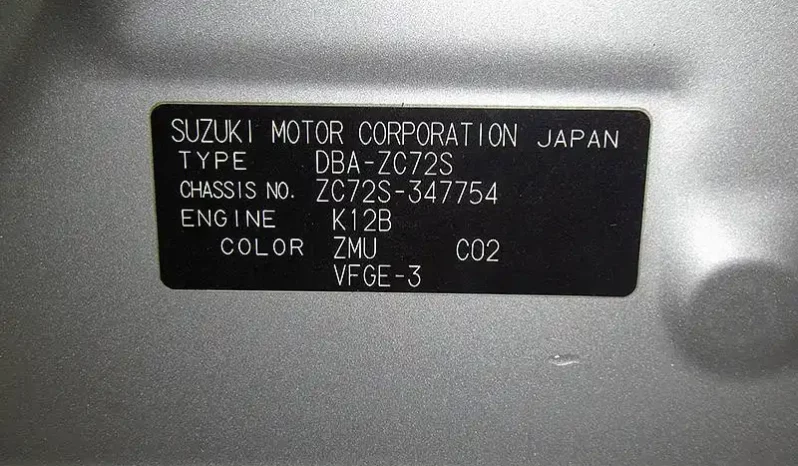 SUZUKI MOTOR CORPORATION JAPAN
TYPE DBA-ZC72S
CHASSIS NO. ZC72S-347754
ENGINE K12B
COLOR ZMU C02
VFGE-3